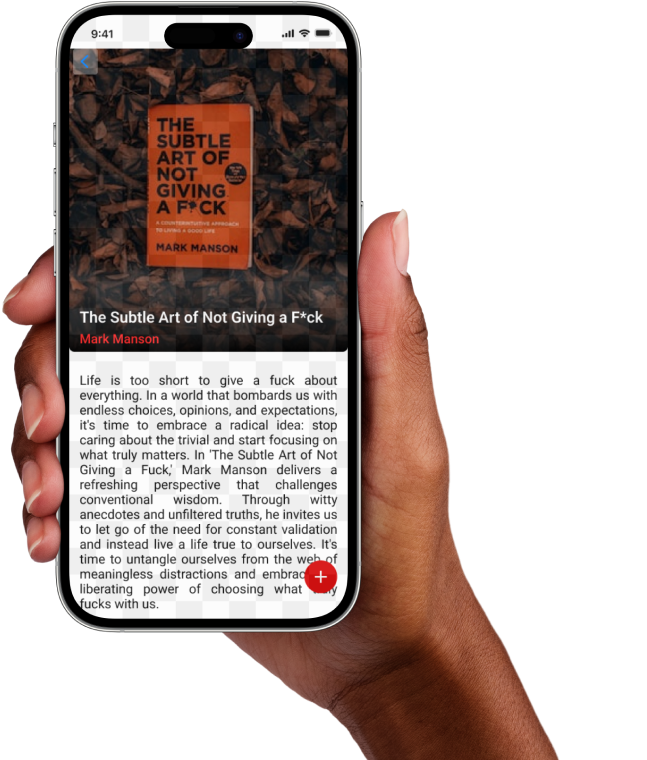 9:41
THE
SUBTLE
ART OF
NOT
GIVING
A F*CK
A COUNTERINTUITIVE APPROACH
TO LIVING A GOOD LIFE
MARK MANSON
The Subtle Art of Not Giving a F*ck
Mark Manson
Life is too short to give a fuck about
everything. In a world that bombards us with
endless choices, opinions, and expectations,
it's time to embrace a radical idea: stop
caring about the trivial and start focusing on
what truly matters. In 'The Subtle Art of Not
Giving a Fuck,' Mark Manson delivers a
refreshing perspective that challenges
conventional wisdom. Through witty
anecdotes and unfiltered truths, he invites us
to let go of the need for constant validation
and instead live a life true to ourselves. It's
time to untangle ourselves from the web of
meaningless distractions and embrac
liberating power of choosing what
fucks with us.
+